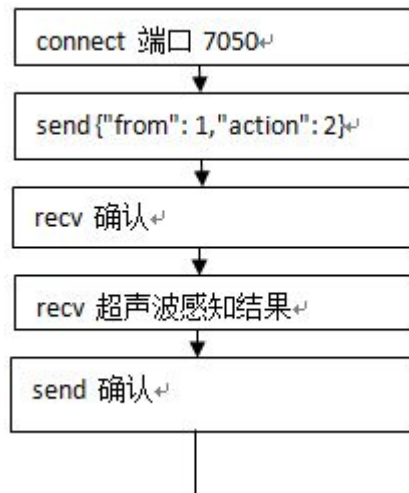 connect 端口 7050
send {"from": 1,"action": 2}
recv 确认
recv 超声波感知结果
send 确认